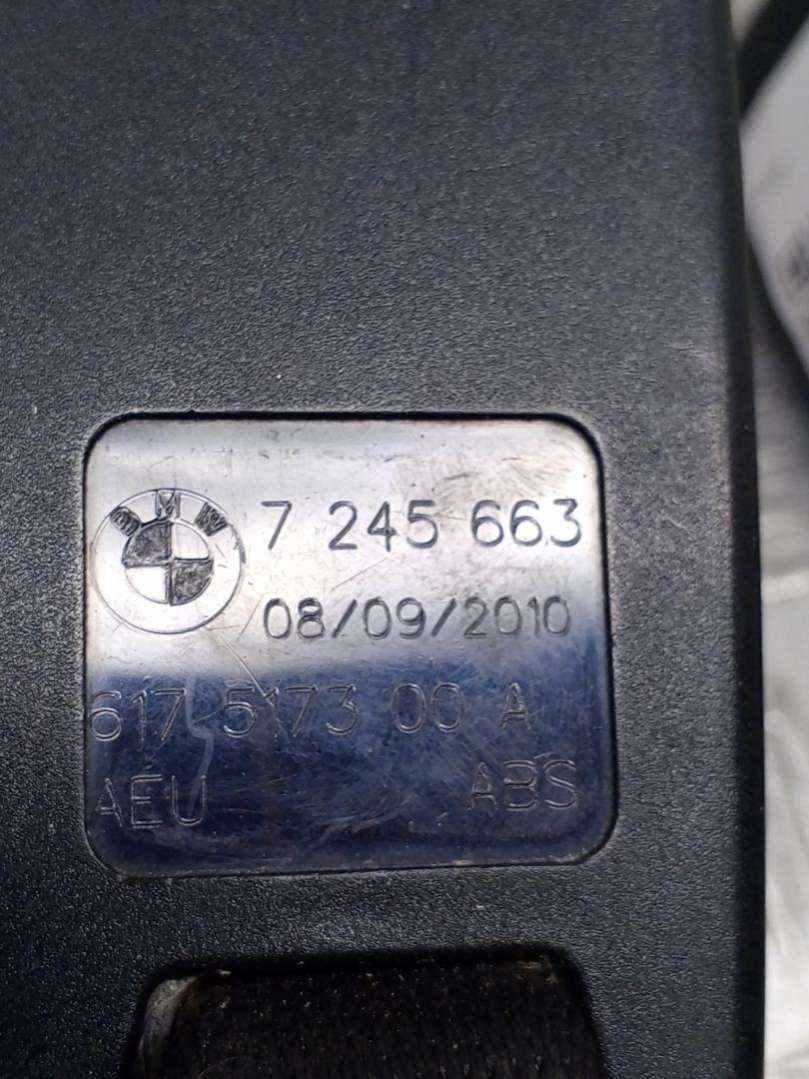 BMW
7 245 663
08/09/2010
617 5173 00 A
AEU ABS